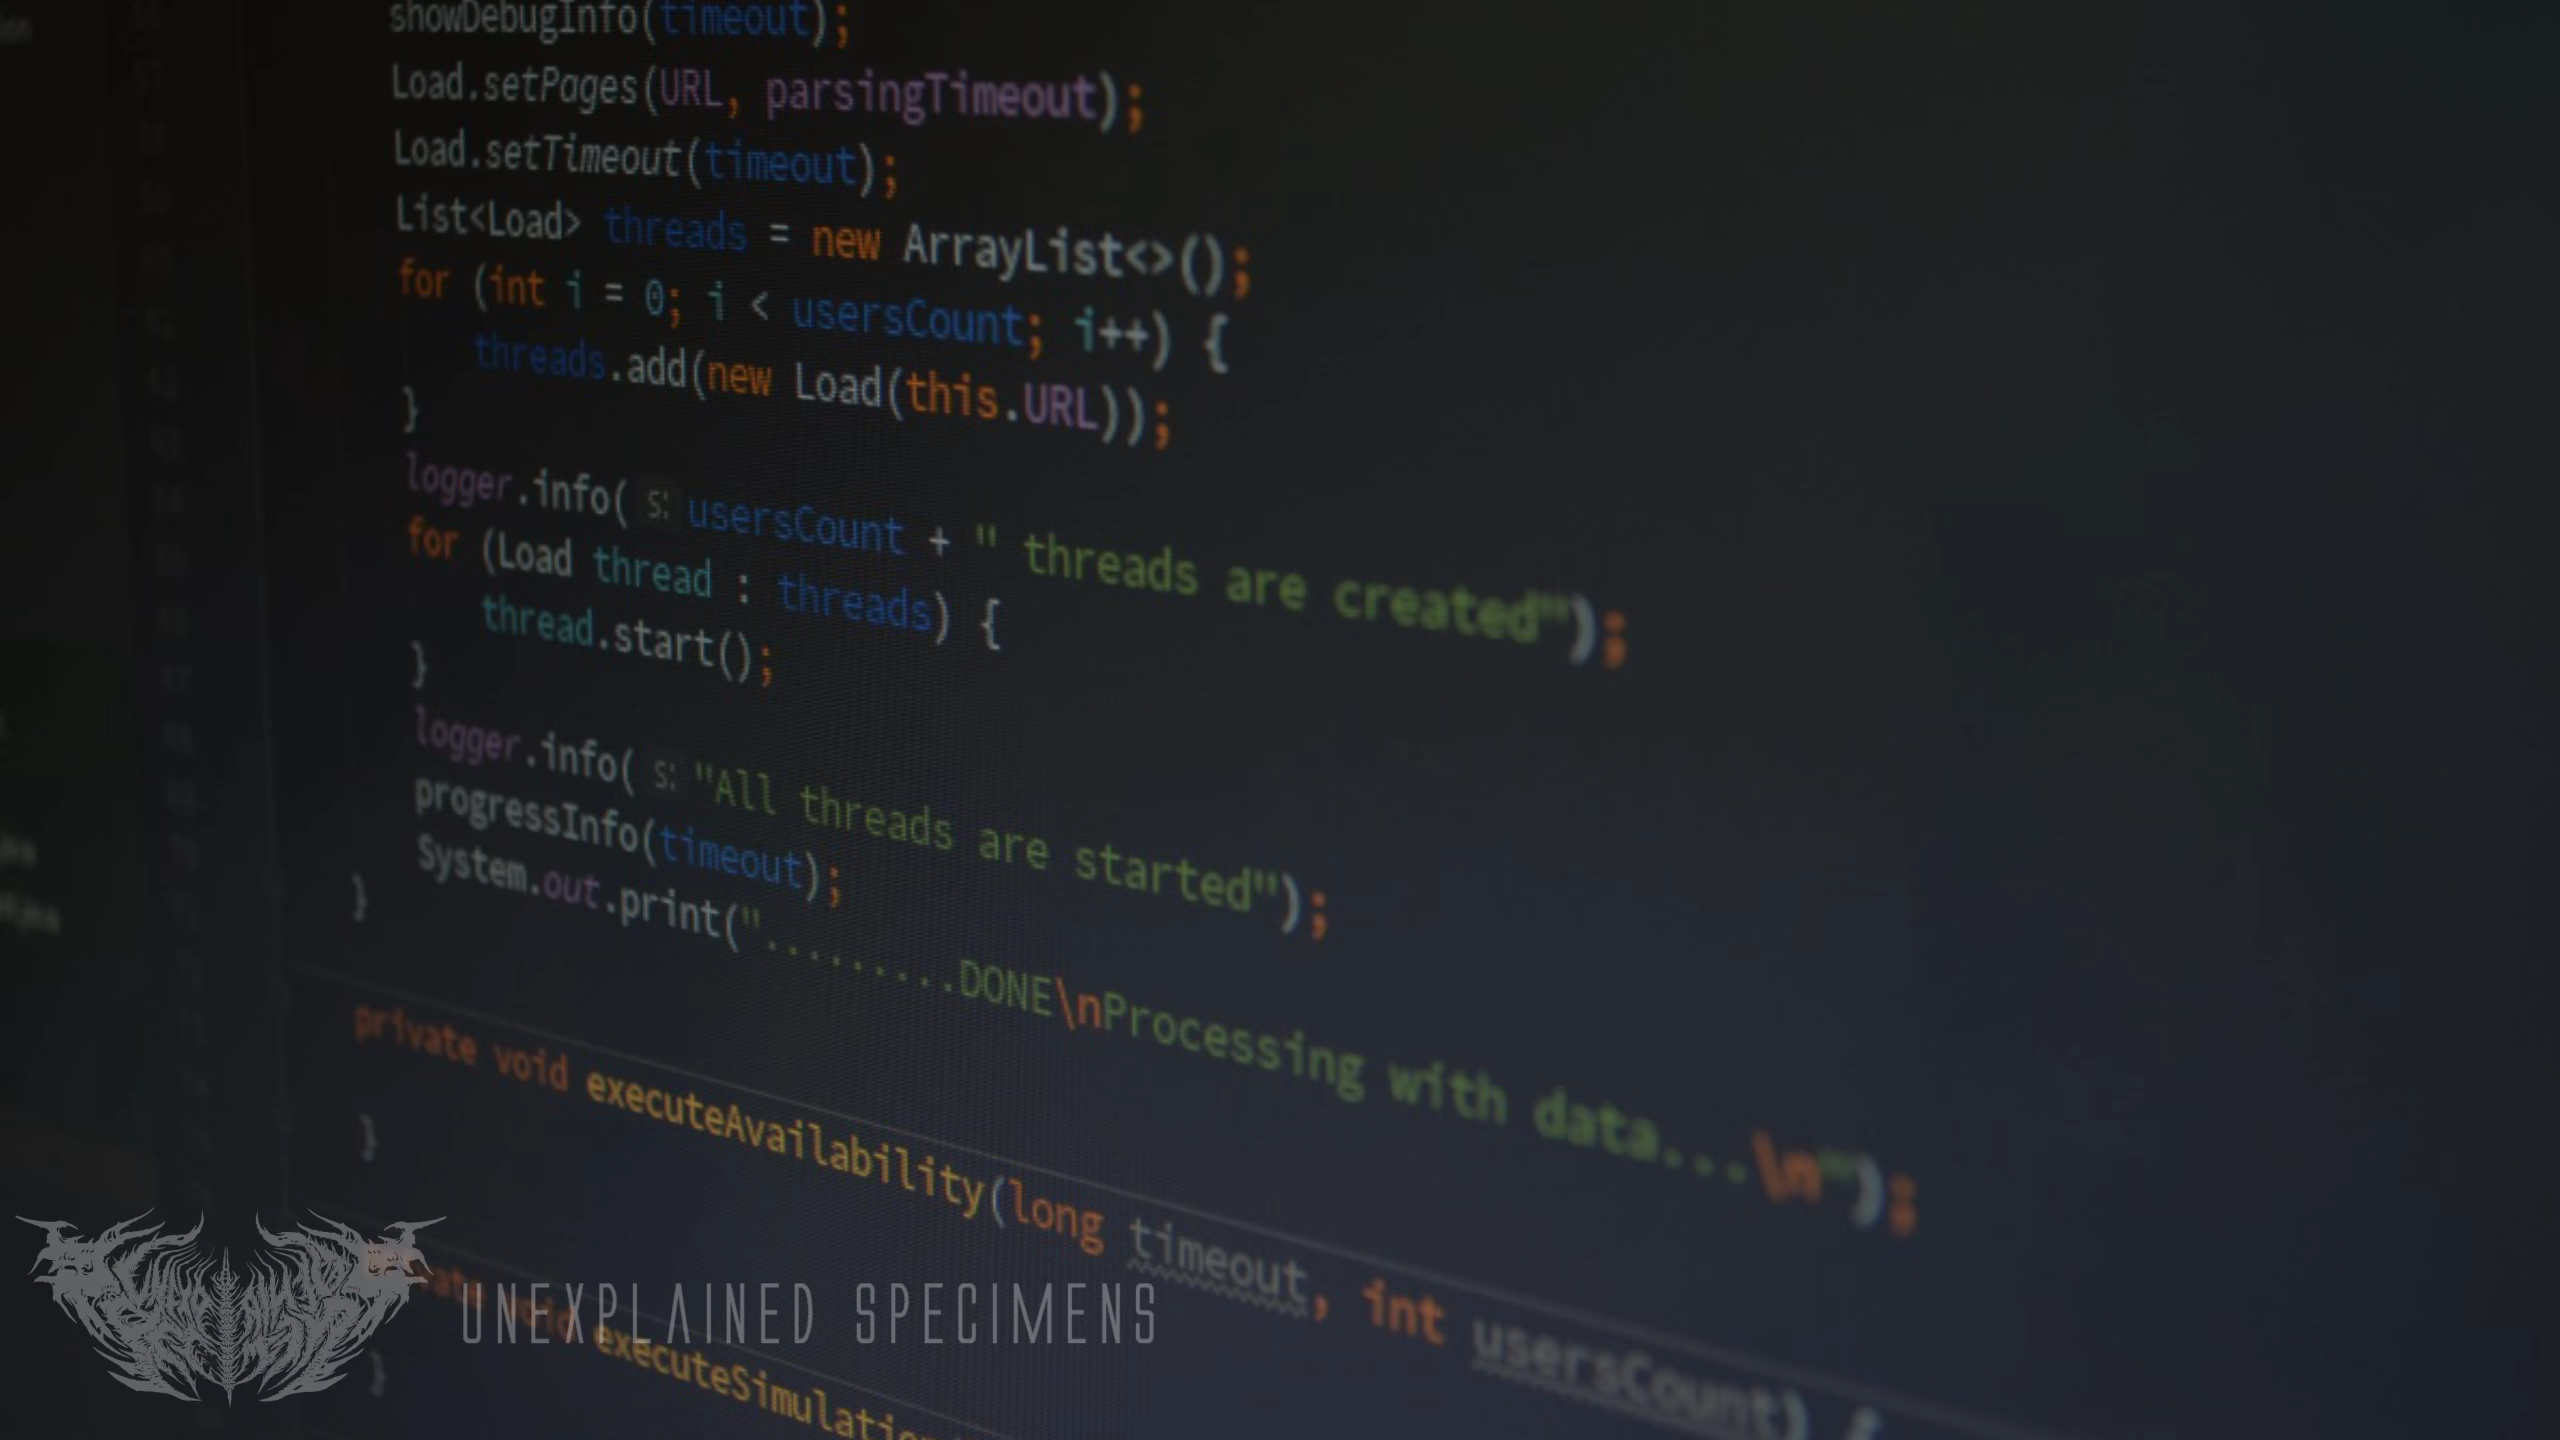 showDebugInfo(timeout);
Load.setPages(URL, parsingTimeout);
Load.setTimeout(timeout);
List<Load> threads = new ArrayList<>();
for (int i = 0; i < usersCount; i++) {
threads.add(new Load(this.URL));
}
logger.info( s: usersCount + " threads are created");
for (Load thread : threads) {
thread.start();
}
logger.info( s: "All threads are started");
progressInfo(timeout);
System.out.print(".........DONE\nProcessing with data...\n");
}
private void executeAvailability(long timeout, int usersCount) {
}
private void executeSimulation
}
UNEXPLAINED SPECIMENS